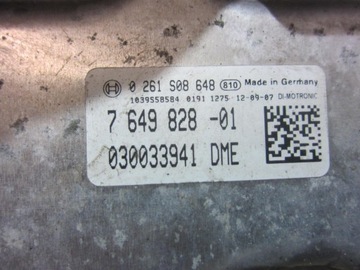 0 261 S08 648 810 Made in Germany
1039S58584 0191 1275 12-09-07 DI-MOTRONIC
7 649 828 -01
030033941 DME